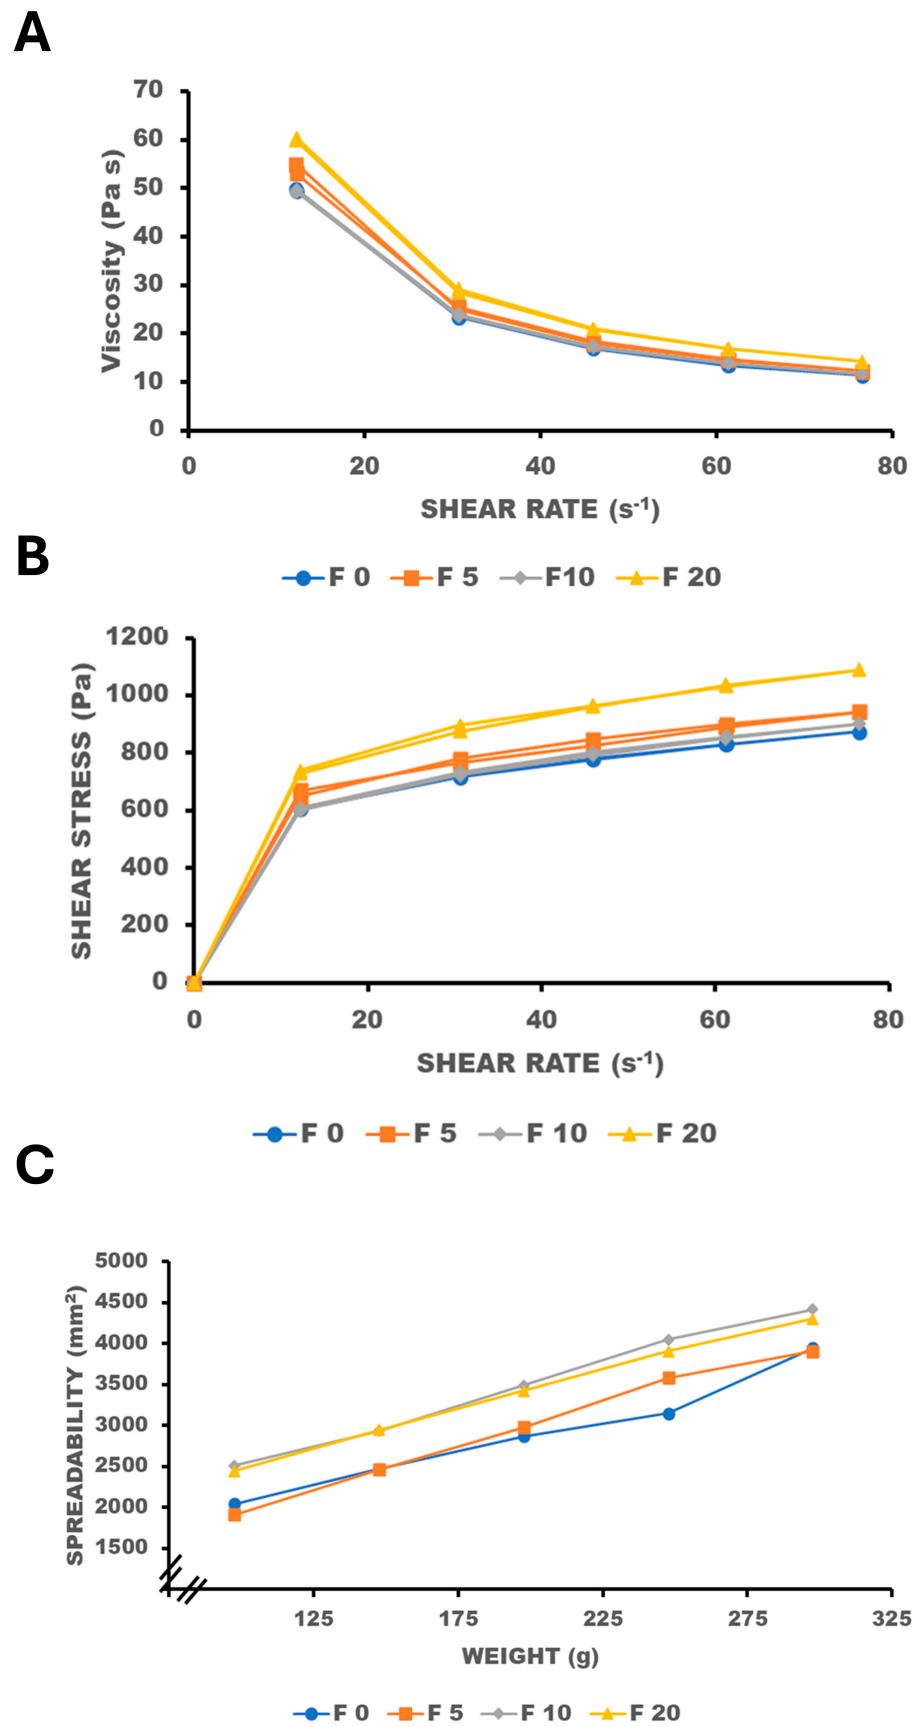 A
Viscosity (Pa s)
70
60
50
40
30
20
10
0
0 20 40 60 80
SHEAR RATE (s-1)
F 0 F 5 F10 F 20
B
SHEAR STRESS (Pa)
1200
1000
800
600
400
200
0
0 20 40 60 80
SHEAR RATE (s-1)
F 0 F 5 F 10 F 20
C
SPREADABILITY (mm2)
5000
4500
4000
3500
3000
2500
2000
1500
125 175 225 275 325
WEIGHT (g)
F 0 F 5 F 10 F 20